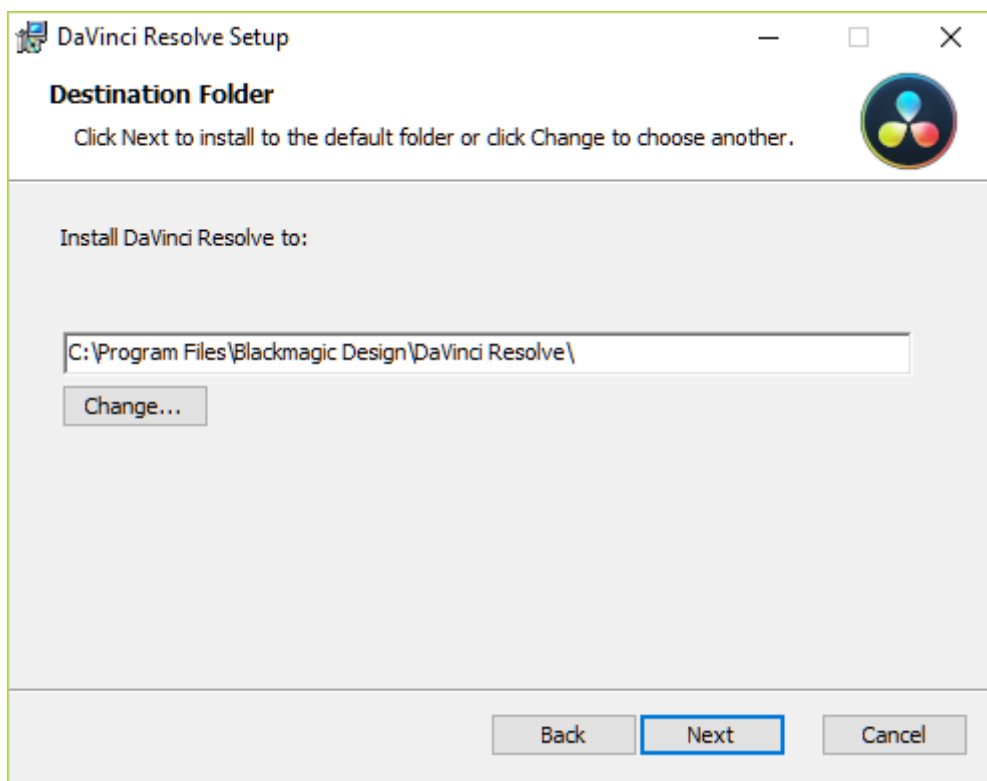 DaVinci Resolve Setup
Destination Folder
Click Next to install to the default folder or click Change to choose another.
Install DaVinci Resolve to:
C:\Program Files\Blackmagic Design\DaVinci Resolve\
Change...
Back Next Cancel